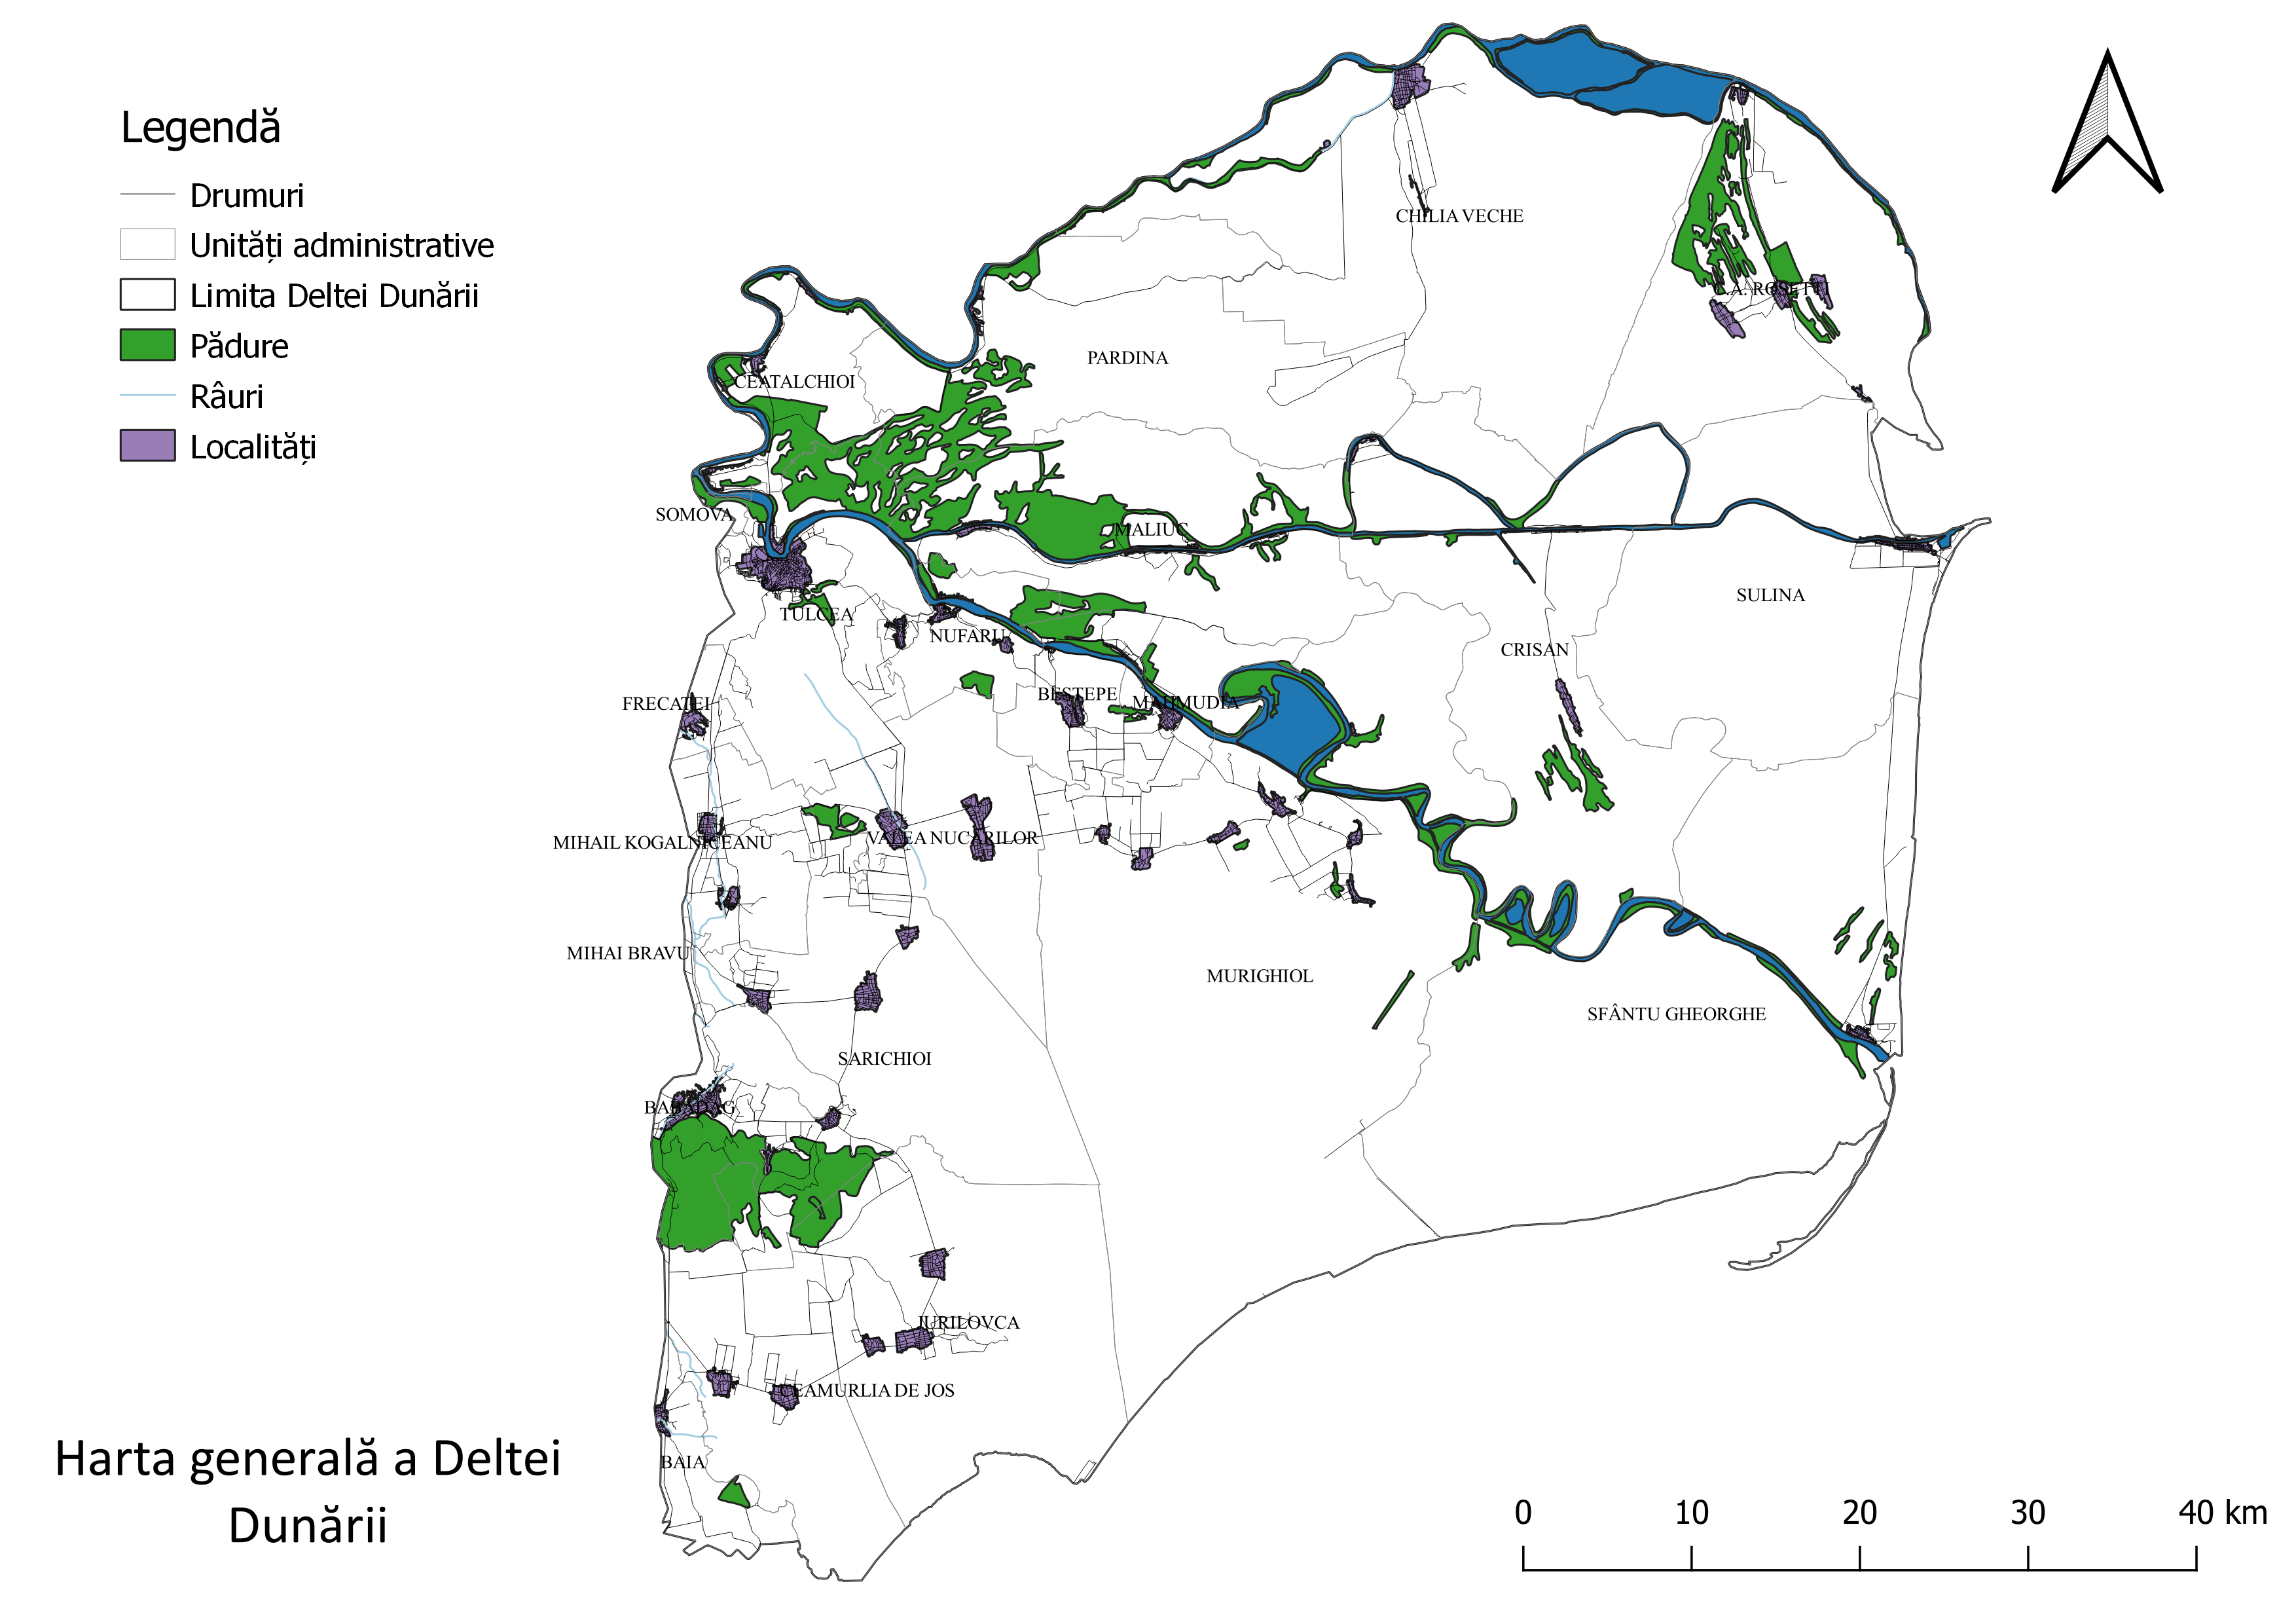 Legendă
Drumuri
Unități administrative
Limita Deltei Dunării
Pădure
Râuri
Localități
CHILIA VECHE
C.A. ROSETTI
PARDINA
CEATALCHIOI
SOMOVA
MALIUC
SULINA
TULCEA
NUFARU
CRISAN
BESTEPE
MAHMUDIA
FRECATEI
VALEA NUCARILOR
MIHAIL KOGALNICEANU
MIHAI BRAVU
MURIGHIOL
SFÂNTU GHEORGHE
SARICHIOI
BABADAG
JURILOVCA
CEAMURLIA DE JOS
BAIA
Harta generală a Deltei
Dunării
0 10 20 30 40 km